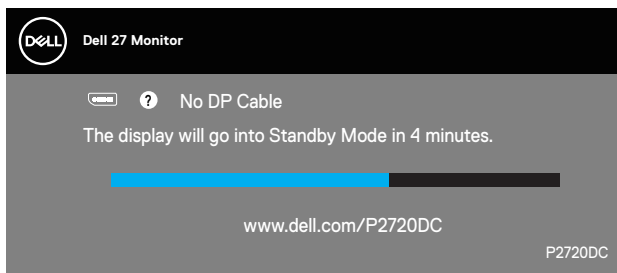 DELL
Dell 27 Monitor
? No DP Cable
The display will go into Standby Mode in 4 minutes.
www.dell.com/P2720DC
P2720DC